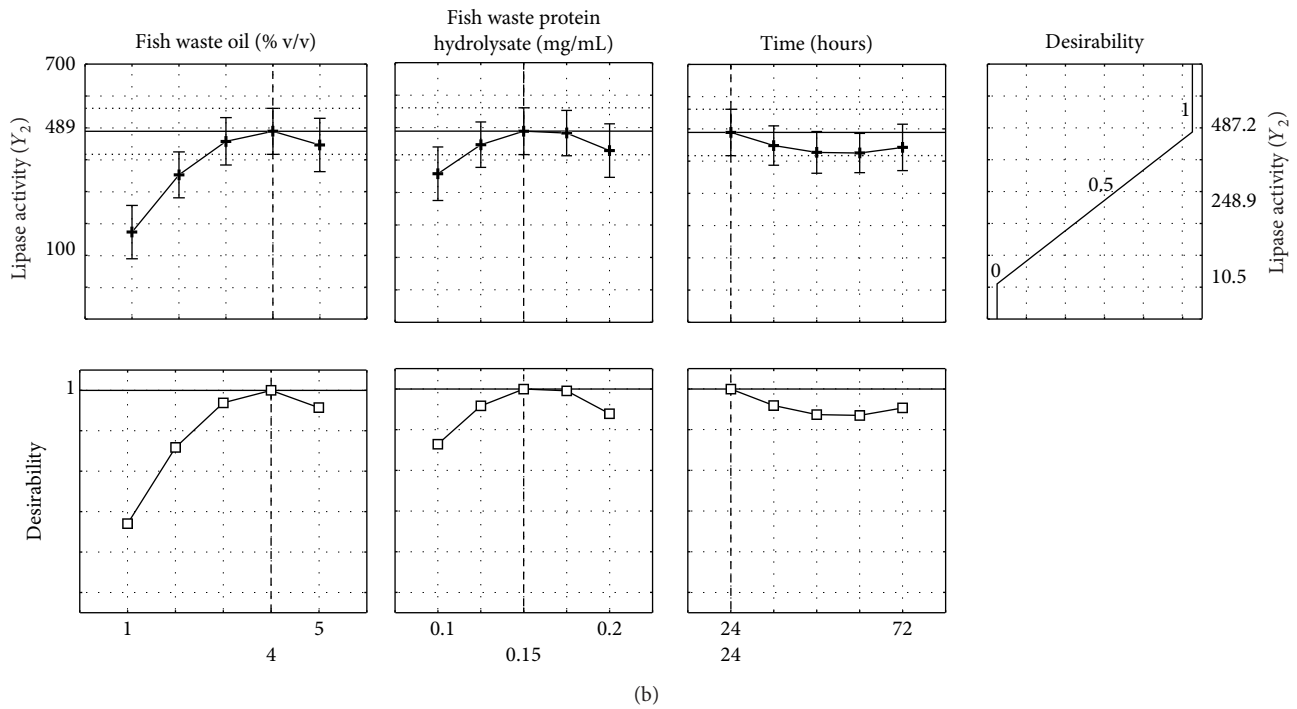 Fish waste oil (% v/v)
Fish waste protein
hydrolysate (mg/mL)
Time (hours)
Desirability
700
489
100
Lipase activity (Y2)
1
0.5
0
487.2
248.9
10.5
Lipase activity (Y2)
1
Desirability
1
5
4
0.1
0.2
0.15
24
72
24
(b)